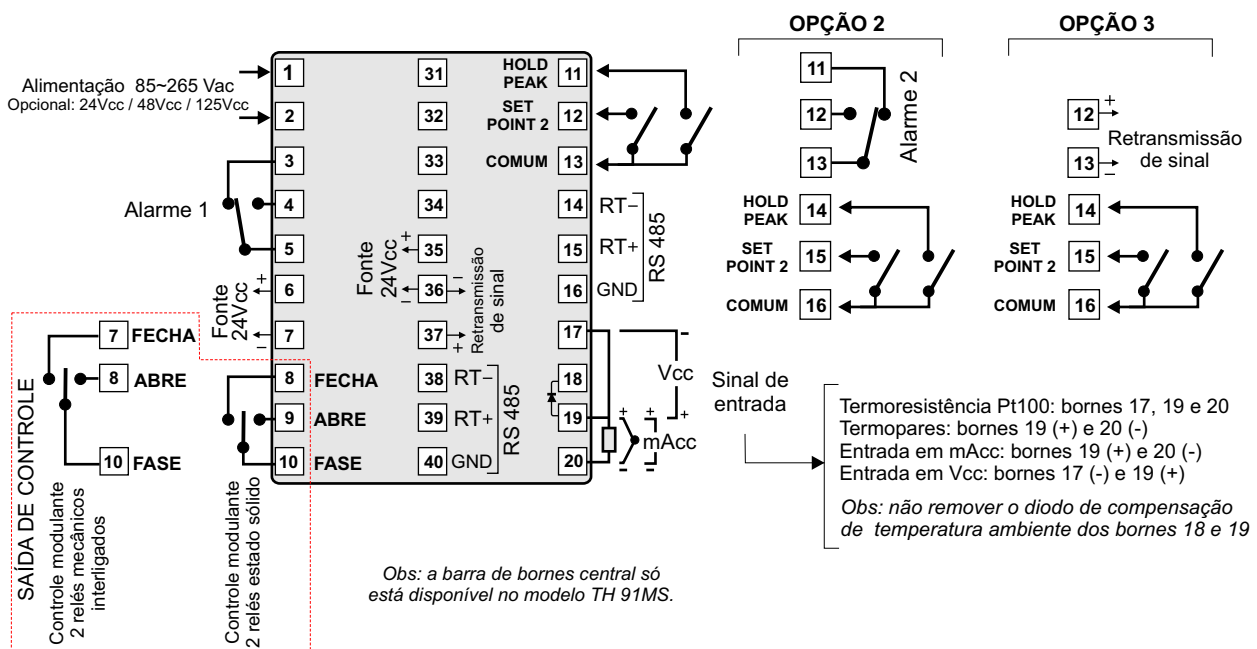 OPÇÃO 2
OPÇÃO 3
Alimentação 85~265 Vac
Opcional: 24Vcc / 48Vcc / 125Vcc
1
2
3
4
5
6
7
8
9
10
Alarme 1
Fonte
24Vcc
+
−
FECHA
ABRE
FASE
31
32
33
34
35
36
37
38
39
40
Fonte
24Vcc
+
−
−
+
Retransmissão
de sinal
RT−
RT+
GND
RS 485
HOLD
PEAK
SET
POINT 2
COMUM
11
12
13
14
15
16
17
18
19
20
RT−
RT+
GND
RS 485
-
Vcc
+
+
+
mAcc
−
−
SAÍDA DE CONTROLE
7 FECHA
8 ABRE
10 FASE
Controle modulante
2 relés mecânicos
interligados
Controle modulante
2 relés estado sólido
11
12
13
Alarme 2
HOLD
PEAK
14
SET
POINT 2
15
COMUM
16
12
+
13
−
Retransmissão
de sinal
HOLD
PEAK
14
SET
POINT 2
15
COMUM
16
Sinal de
entrada
Termoresistência Pt100: bornes 17, 19 e 20
Termopares: bornes 19 (+) e 20 (-)
Entrada em mAcc: bornes 19 (+) e 20 (-)
Entrada em Vcc: bornes 17 (-) e 19 (+)
Obs: não remover o diodo de compensação
de temperatura ambiente dos bornes 18 e 19
Obs: a barra de bornes central só
está disponível no modelo TH 91MS.